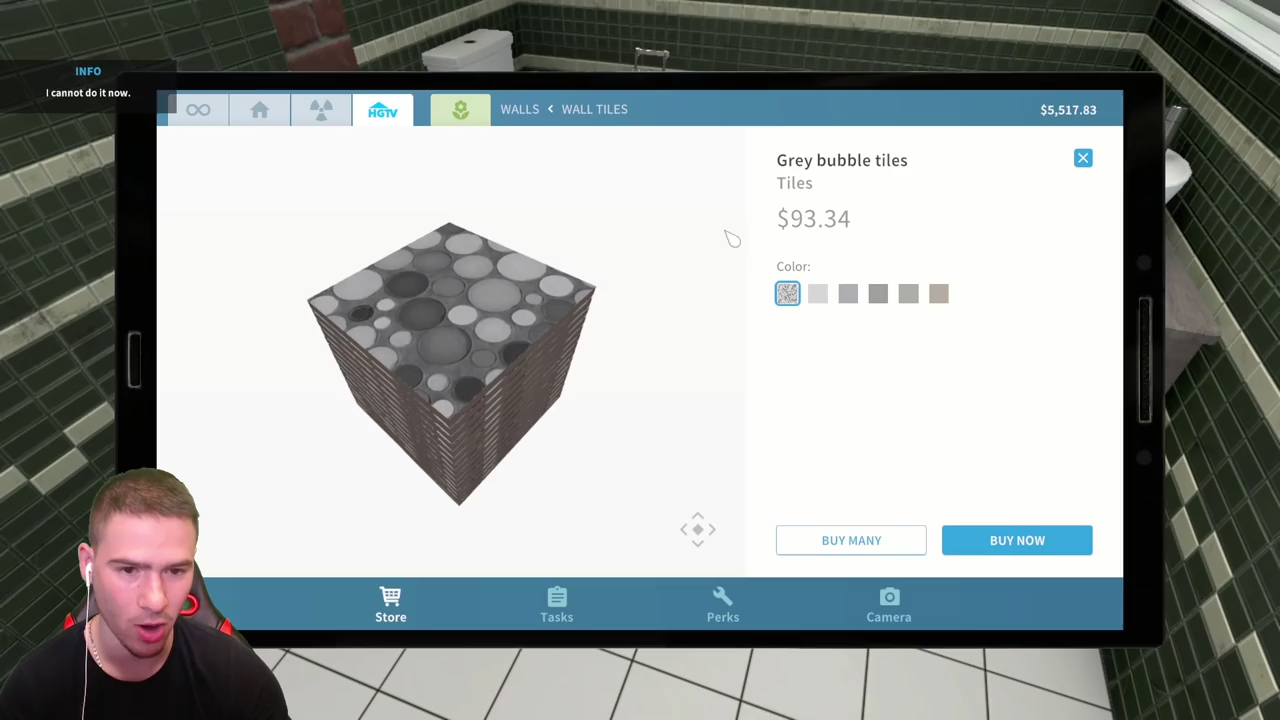 INFO
I cannot do it now.
HGTV
WALLS < WALL TILES
$5,517.83
Grey bubble tiles
Tiles
$93.34
Color:
BUY MANY
BUY NOW
Store
Tasks
Perks
Camera